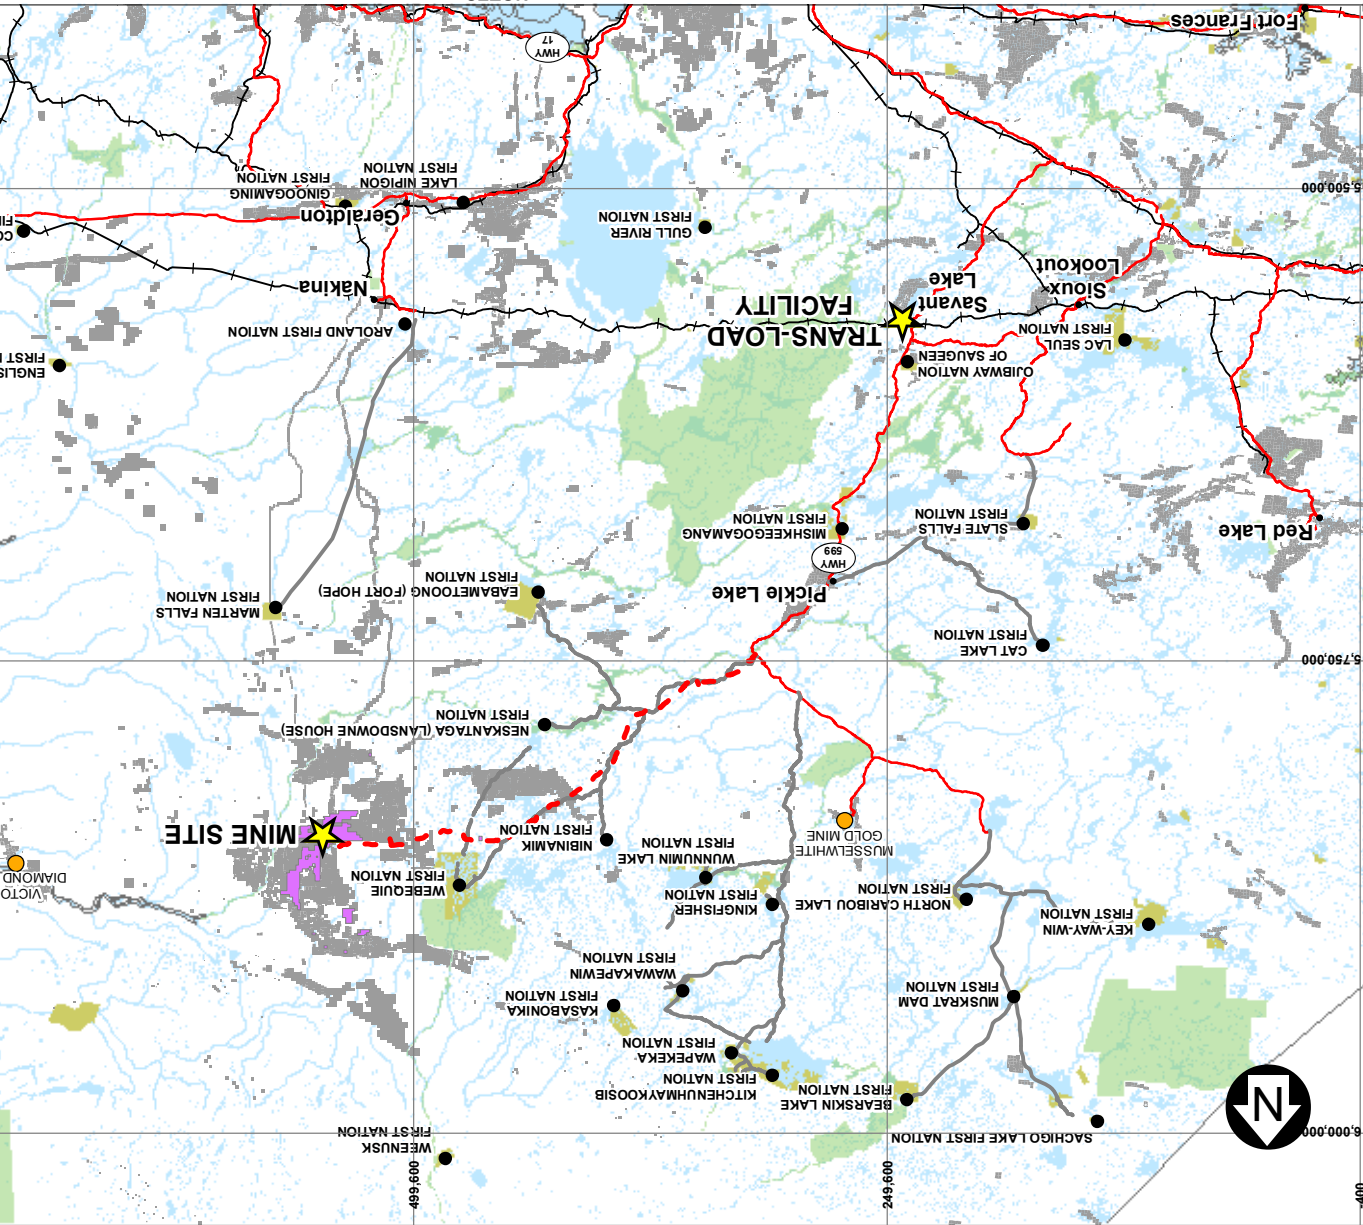 499,600
249,600
-400
WEENUSK
FIRST NATION
SACHIGO LAKE FIRST NATION
6,000,000
N
BEARSKIN LAKE
FIRST NATION
KITCHENUHMAYKOOSIB
FIRST NATION
WAPEKEKA
FIRST NATION
KASABONIKA
FIRST NATION
MUSKRAT DAM
FIRST NATION
WAWAKAPEWIN
FIRST NATION
KEY-WAY-WIN
FIRST NATION
NORTH CARIBOU LAKE
FIRST NATION
KINGFISHER
FIRST NATION
WEBEQUIE
FIRST NATION
VICTO
DIAMOND
WUNNUMIN LAKE
FIRST NATION
MUSSELWHITE
GOLD MINE
NIBINAMIK
FIRST NATION
MINE SITE
NESKANTAGA (LANSDOWNE HOUSE)
FIRST NATION
5,750,000
CAT LAKE
FIRST NATION
MARTEN FALLS
FIRST NATION
Pickle Lake
EABAMETOONG (FORT HOPE)
FIRST NATION
HWY
599
Red Lake
SLATE FALLS
FIRST NATION
MISHKEEGOGAMANG
FIRST NATION
OJIBWAY NATION
OF SAUGEEN
ENGLIS
FIRST
LAC SEUL
FIRST NATION
AROLAND FIRST NATION
TRANS-LOAD
FACILITY
Savant
Lake
Sioux
Lookout
Nakina
GULL RIVER
FIRST NATION
Geraldton
GINOOGAMING
FIRST NATION
LAKE NIPIGON
FIRST NATION
CO
FI
5,500,000
HWY
17
Fort Frances